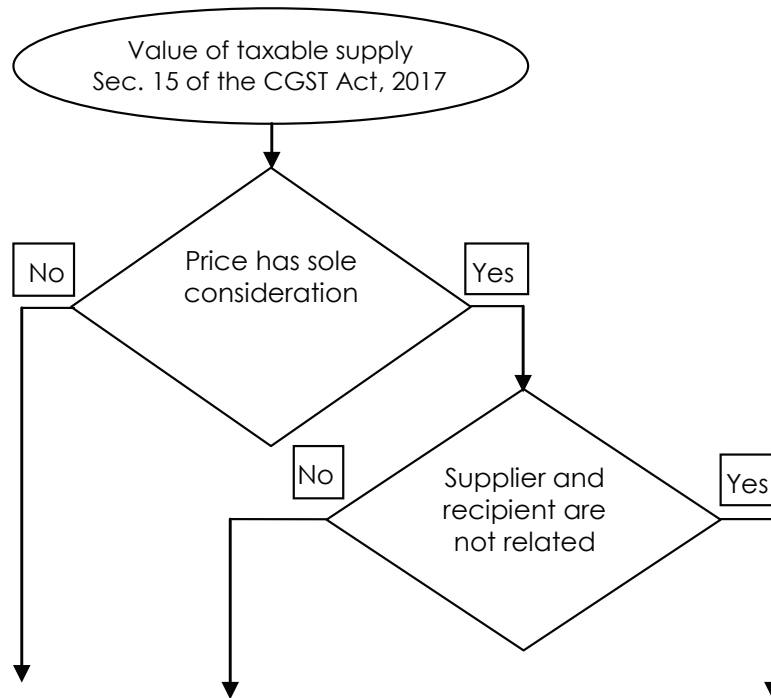 Value of taxable supply
Sec. 15 of the CGST Act, 2017
No
Price has sole
consideration
Yes
No
Supplier and
recipient are
not related
Yes